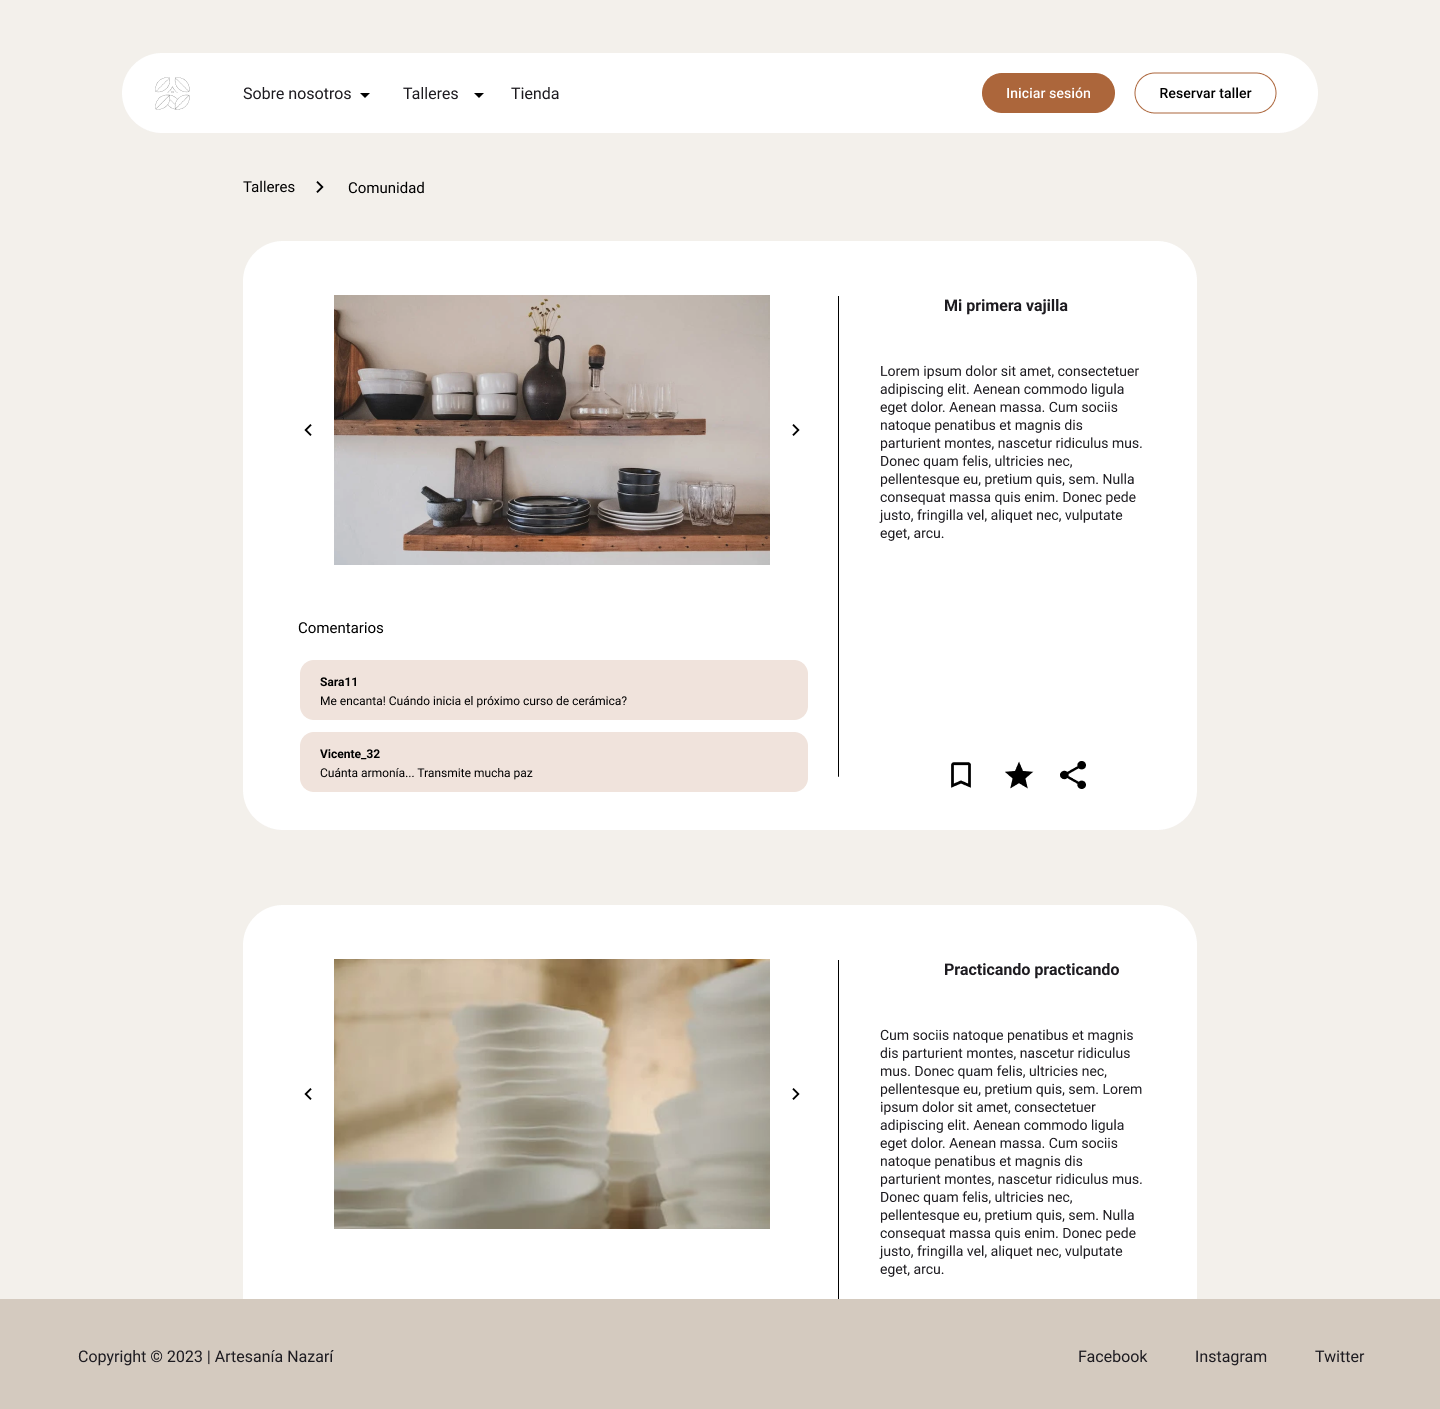 Sobre nosotros
Talleres
Tienda
Iniciar sesión
Reservar taller
Talleres
Comunidad
Mi primera vajilla
Lorem ipsum dolor sit amet, consectetuer
adipiscing elit. Aenean commodo ligula
eget dolor. Aenean massa. Cum sociis
natoque penatibus et magnis dis
parturient montes, nascetur ridiculus mus.
Donec quam felis, ultricies nec,
pellentesque eu, pretium quis, sem. Nulla
consequat massa quis enim. Donec pede
justo, fringilla vel, aliquet nec, vulputate
eget, arcu.
Comentarios
Sara11
Me encanta! Cuándo inicia el próximo curso de cerámica?
Vicente_32
Cuánta armonía... Transmite mucha paz
Practicando practicando
Cum sociis natoque penatibus et magnis
dis parturient montes, nascetur ridiculus
mus. Donec quam felis, ultricies nec,
pellentesque eu, pretium quis, sem. Lorem
ipsum dolor sit amet, consectetuer
adipiscing elit. Aenean commodo ligula
eget dolor. Aenean massa. Cum sociis
natoque penatibus et magnis dis
parturient montes, nascetur ridiculus mus.
Donec quam felis, ultricies nec,
pellentesque eu, pretium quis, sem. Nulla
consequat massa quis enim. Donec pede
justo, fringilla vel, aliquet nec, vulputate
eget, arcu.
Copyright © 2023 | Artesanía Nazarí
Facebook
Instagram
Twitter